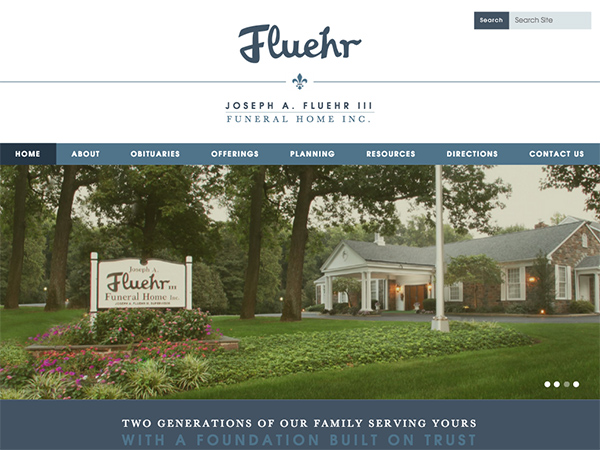 Fluehr
Search
Search Site
JOSEPH A. FLUEHR III
FUNERAL HOME INC.
HOME
ABOUT
OBITUARIES
OFFERINGS
PLANNING
RESOURCES
DIRECTIONS
CONTACT US
Joseph A.
Fluehr III
Funeral Home Inc.
JOSEPH A. FLUEHR III SUPERVISOR
TWO GENERATIONS OF OUR FAMILY SERVING YOURS
WITH A FOUNDATION BUILT ON TRUST